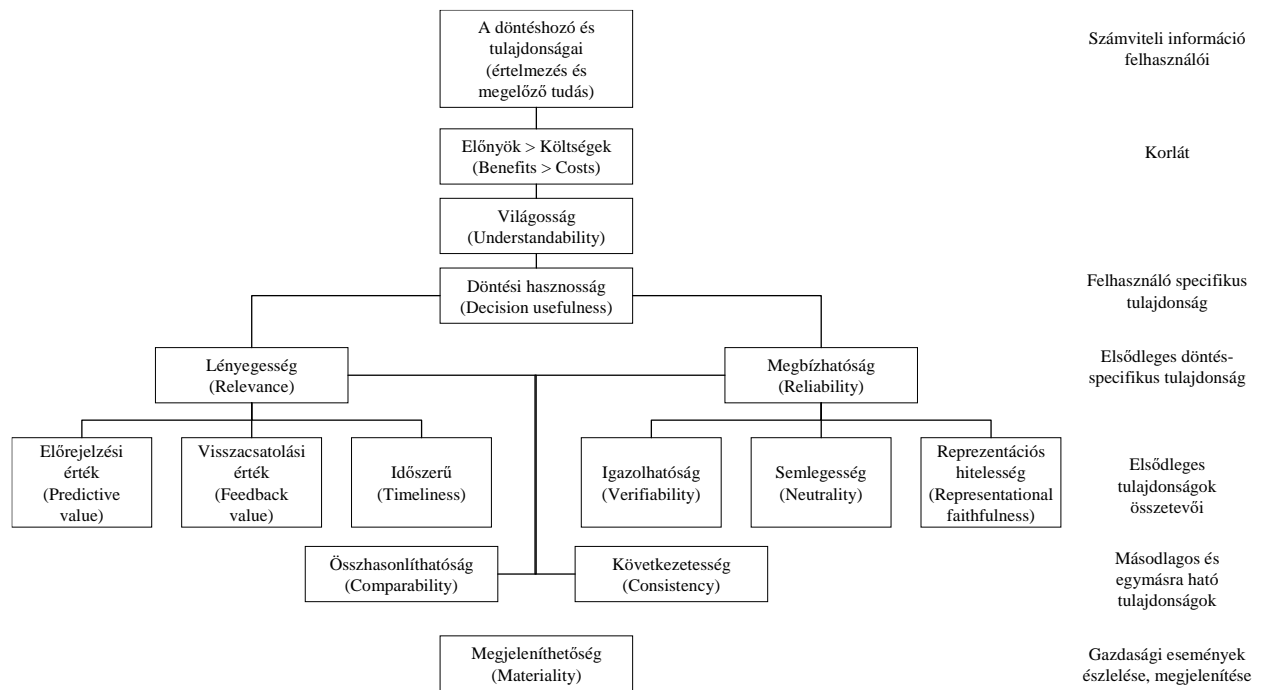 A döntéshozó és
tulajdonságai
(értelmezés és
megelőző tudás)
Számviteli információ
felhasználói
Előnyök > Költségek
(Benefits > Costs)
Korlát
Világosság
(Understandability)
Döntési hasznosság
(Decision usefulness)
Felhasználó specifikus
tulajdonság
Lényegesség
(Relevance)
Megbízhatóság
(Reliability)
Elsődleges döntés-
specifikus tulajdonság
Előrejelzési
érték
(Predictive
value)
Visszacsatolási
érték
(Feedback
value)
Időszerű
(Timeliness)
Igazolhatóság
(Verifiability)
Semlegesség
(Neutrality)
Reprezentációs
hitelesség
(Representational
faithfulness)
Elsődleges
tulajdonságok
összetevői
Összhasonlíthatóság
(Comparability)
Következetesség
(Consistency)
Másodlagos és
egymásra ható
tulajdonságok
Megjeleníthetőség
(Materiality)
Gazdasági események
észlelése, megjelenítése